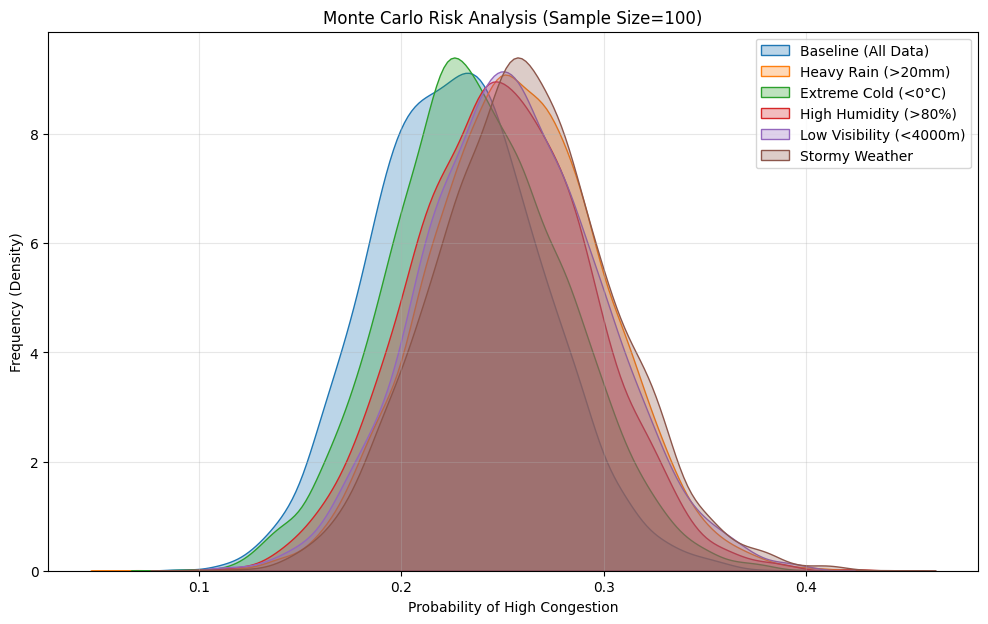 Monte Carlo Risk Analysis (Sample Size=100)
Baseline (All Data)
Heavy Rain (>20mm)
Extreme Cold (<0°C)
High Humidity (>80%)
Low Visibility (<4000m)
Stormy Weather
Frequency (Density)
8
6
4
2
0
0.1 0.2 0.3 0.4
Probability of High Congestion